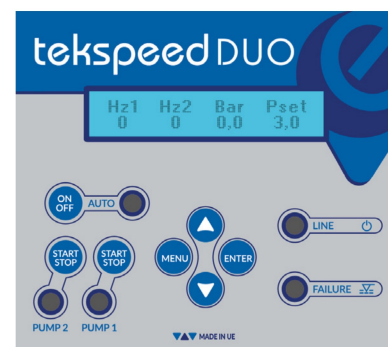 tekspeed DUO
Hz1 Hz2 Bar Pset
0 0 0,0 3,0
ON
OFF
AUTO
LINE
START
STOP
START
STOP
MENU
ENTER
FAILURE
PUMP 2 PUMP 1
MADE IN UE